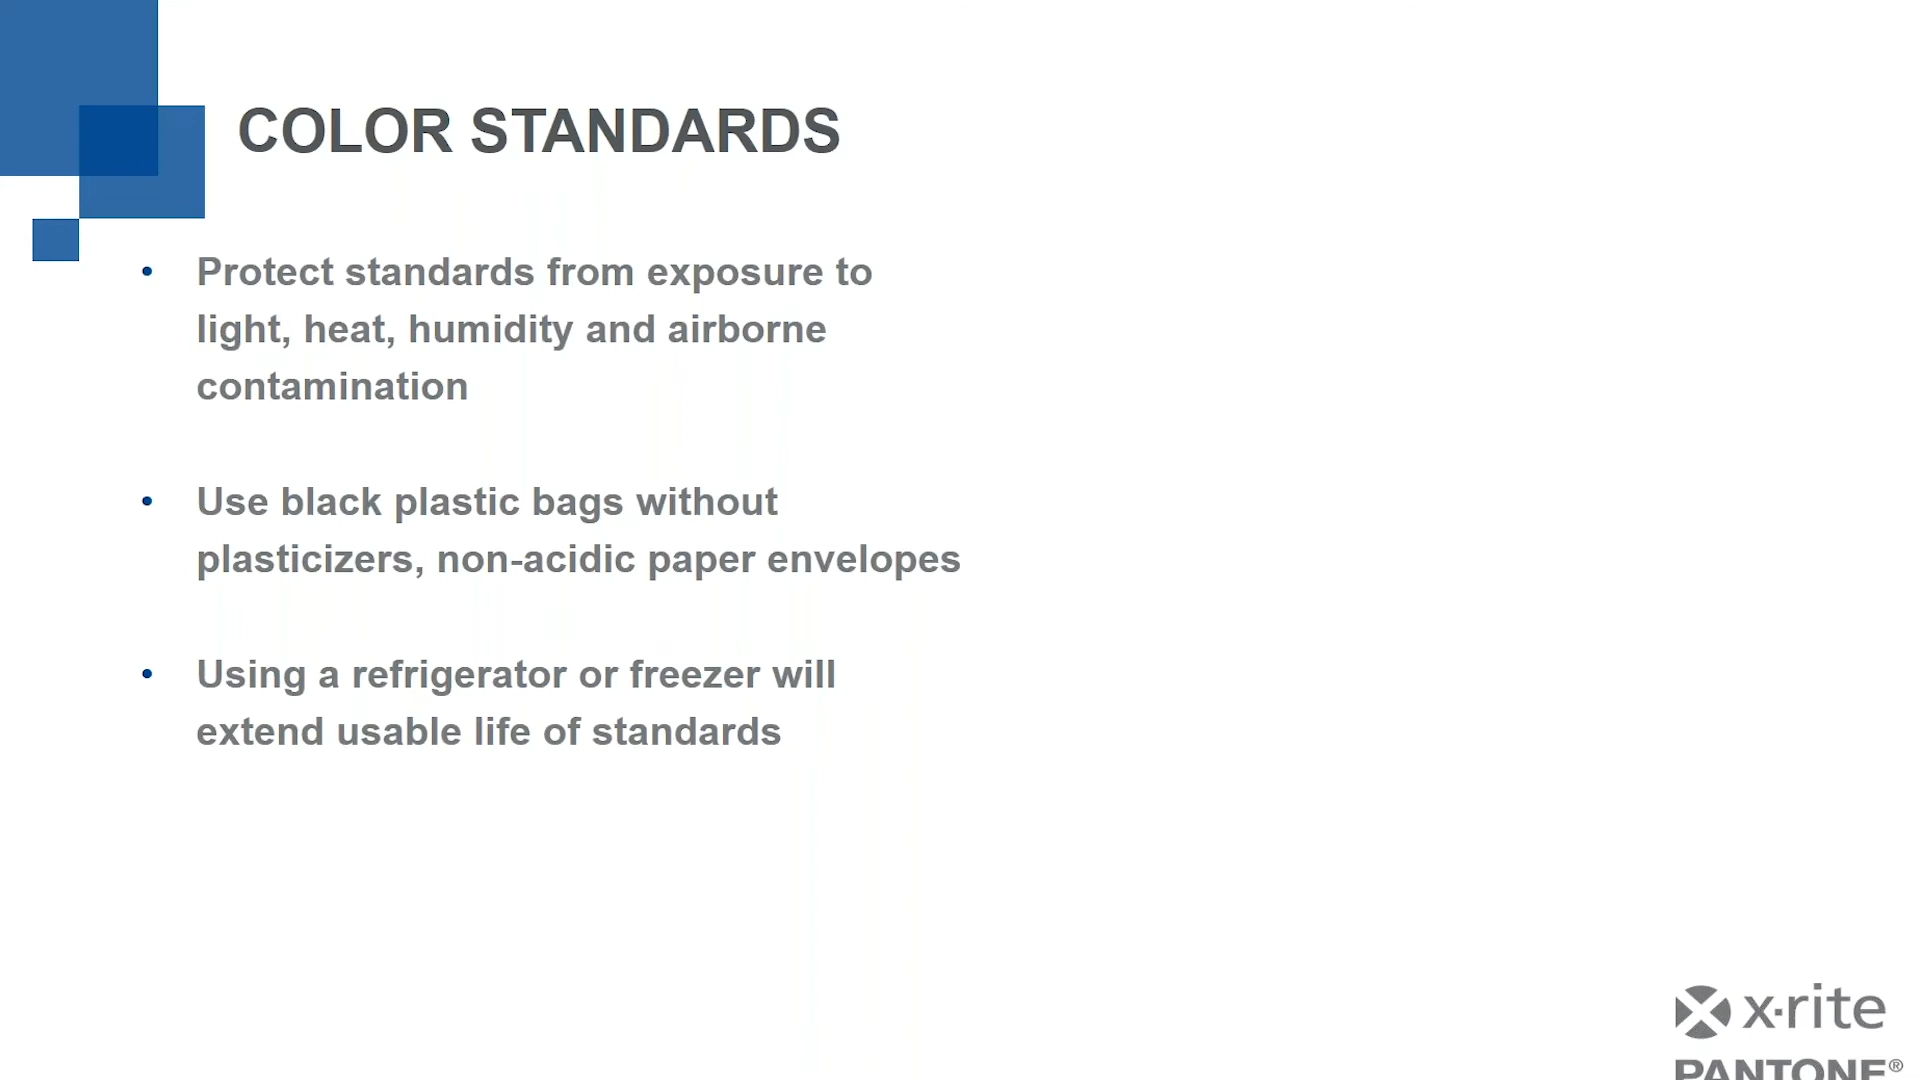 COLOR STANDARDS
• Protect standards from exposure to
light, heat, humidity and airborne
contamination
• Use black plastic bags without
plasticizers, non-acidic paper envelopes
• Using a refrigerator or freezer will
extend usable life of standards
x·rite
PANTONE®